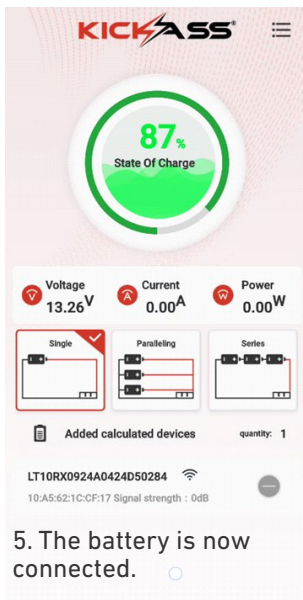 KICKASS®
87%
State Of Charge
V Voltage
13.26V
A Current
0.00A
W Power
0.00W
Single
Paralleling
Series
Added calculated devices quantity: 1
LT10RX0924A0424D50284
10:A5:62:1C:CF:17 Signal strength : 0dB
5. The battery is now
connected.